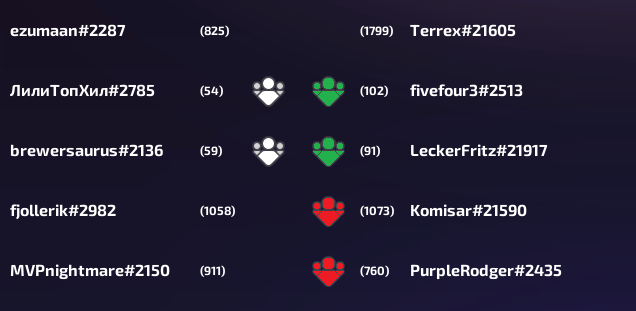 ezumaan#2287 (825) (1799) Terrex#21605
ЛилиТопХил#2785 (54) (102) fivefour3#2513
brewersaurus#2136 (59) (91) LeckerFritz#21917
fjollerik#2982 (1058) (1073) Komisar#21590
MVPnightmare#2150 (911) (760) PurpleRodger#2435